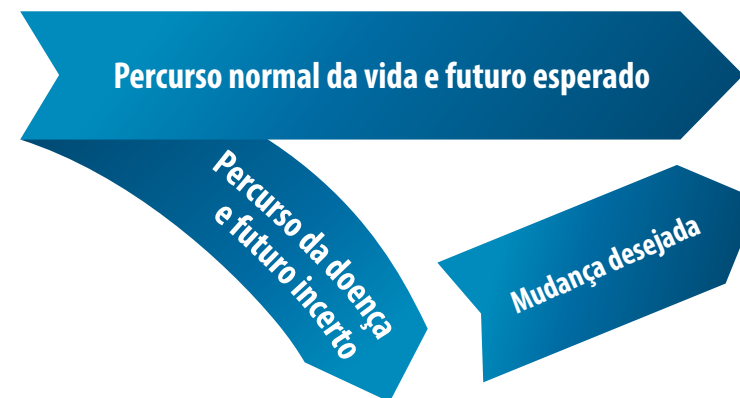 Percurso normal da vida e futuro esperado
Percurso da doença
e futuro incerto
Mudança desejada